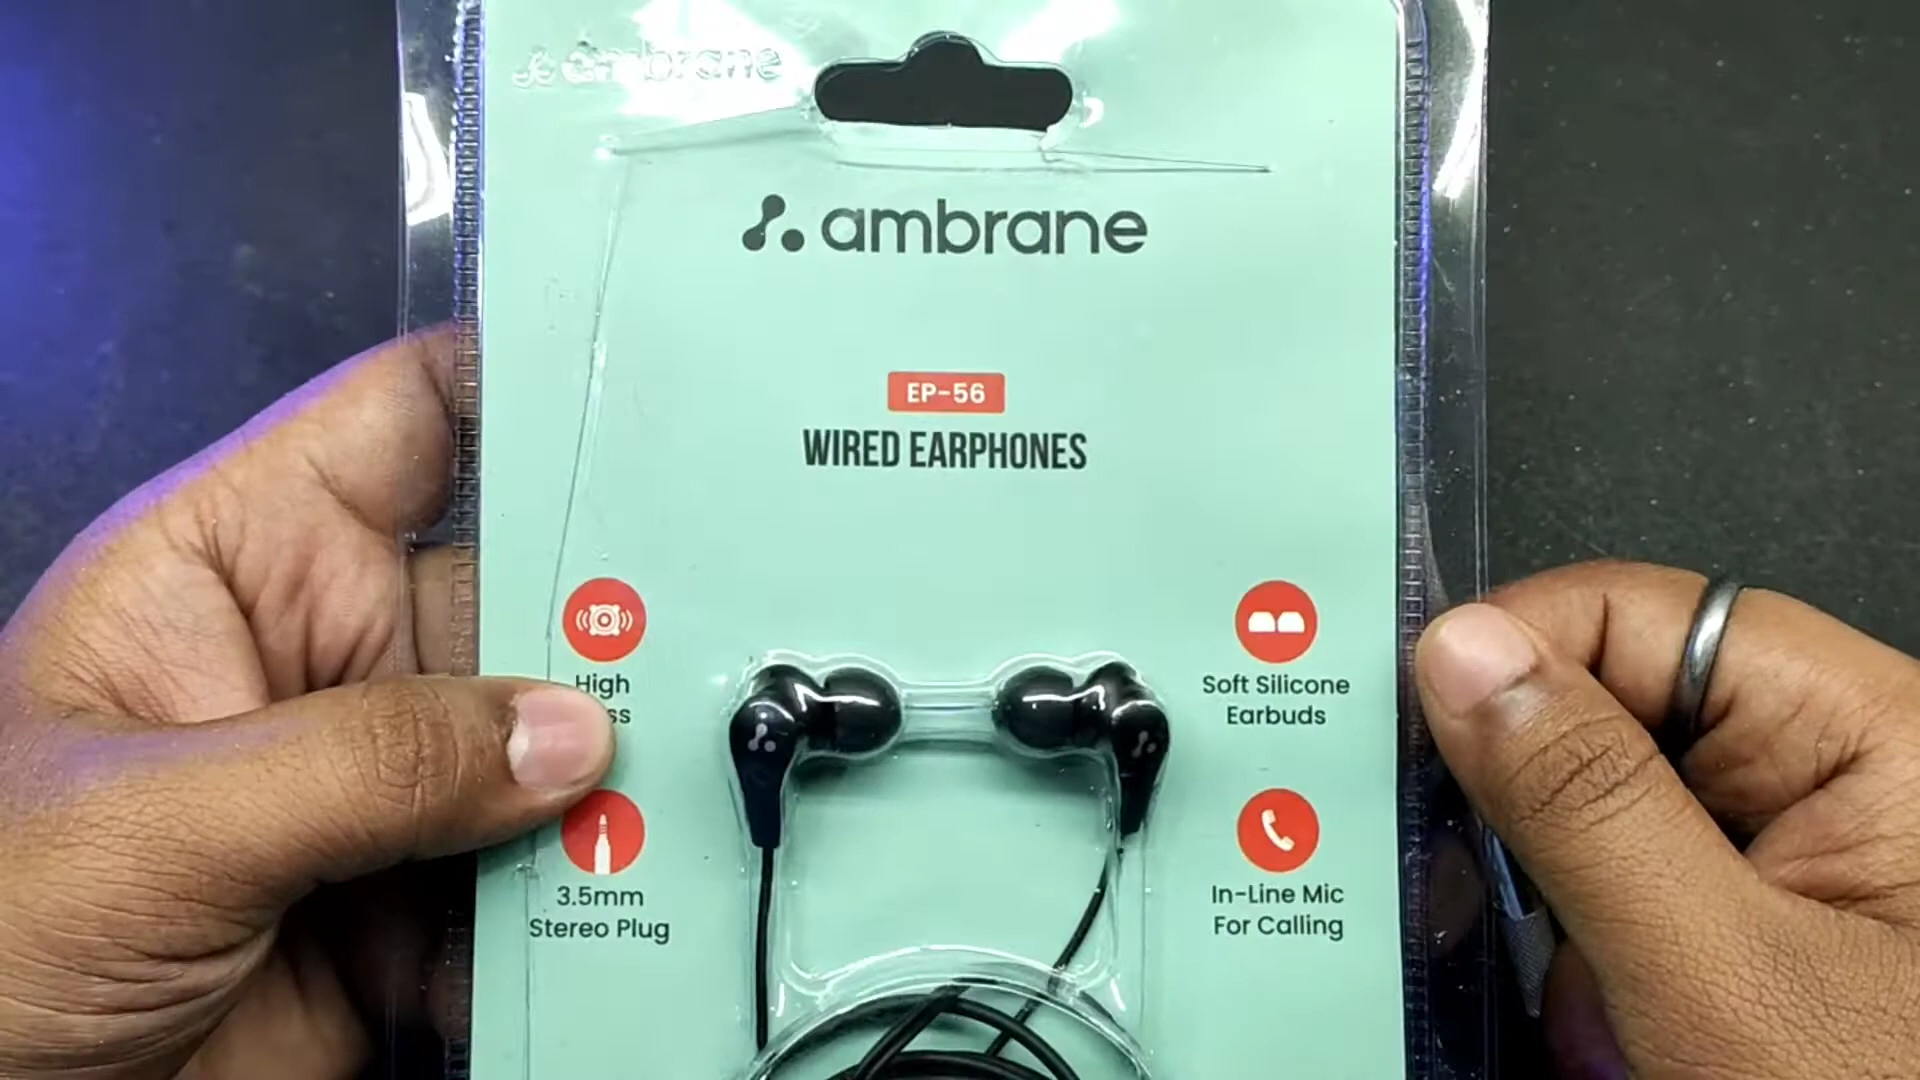 ambrane
ambrane
EP-56
WIRED EARPHONES
High
Soft Silicone
Earbuds
3.5mm
Stereo Plug
In-Line Mic
For Calling